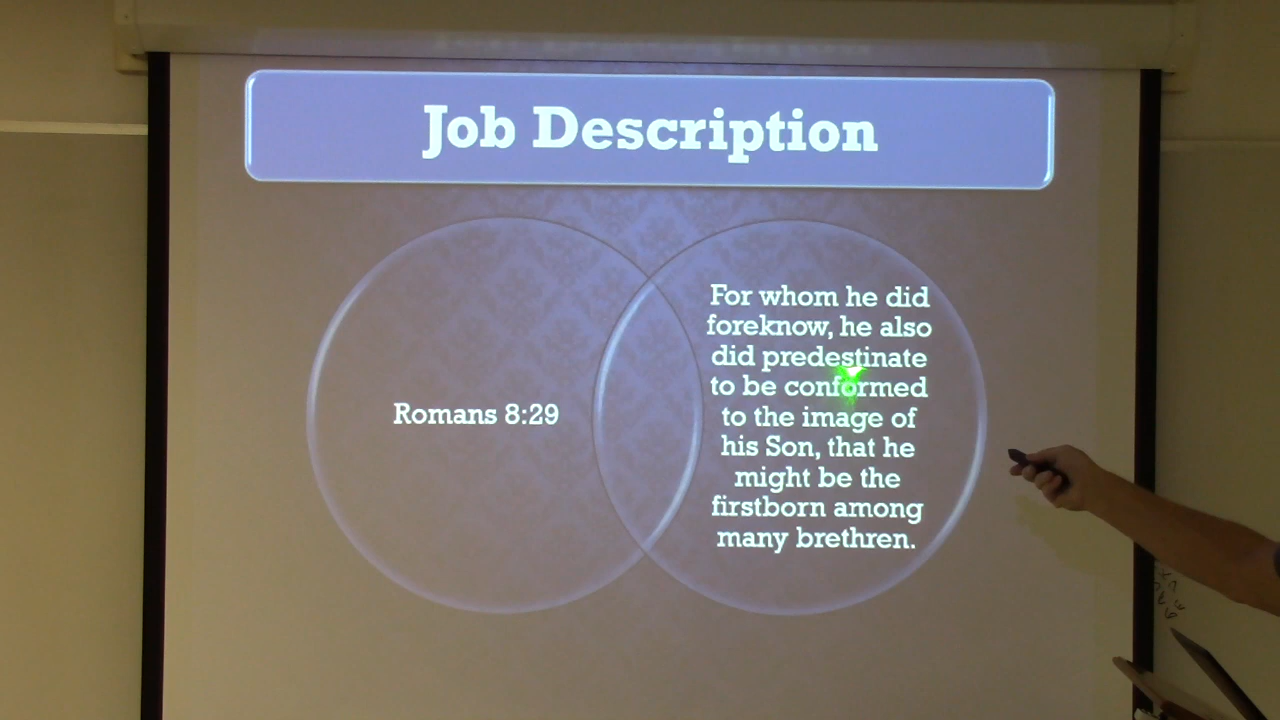 Job Description
Romans 8:29
For whom he did
foreknow, he also
did predestinate
to be conformed
to the image of
his Son, that he
might be the
firstborn among
many brethren.